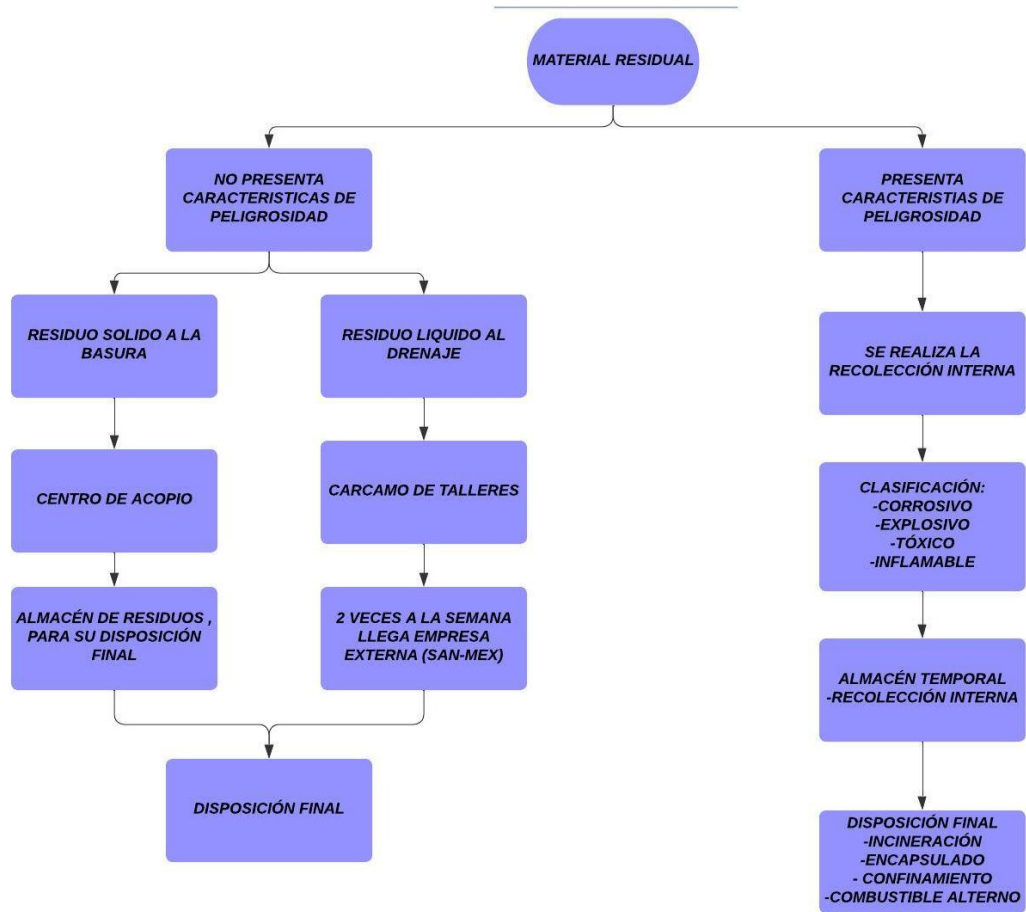 MATERIAL RESIDUAL
NO PRESENTA
CARACTERISTICAS DE
PELIGROSIDAD
PRESENTA
CARACTERISTIAS DE
PELIGROSIDAD
RESIDUO SOLIDO A LA
BASURA
RESIDUO LIQUIDO AL
DRENAJE
SE REALIZA LA
RECOLECCIÓN INTERNA
CENTRO DE ACOPIO
CARCAMO DE TALLERES
CLASIFICACIÓN:
-CORROSIVO
-EXPLOSIVO
-TÓXICO
-INFLAMABLE
ALMACÉN DE RESIDUOS ,
PARA SU DISPOSICIÓN
FINAL
2 VECES A LA SEMANA
LLEGA EMPRESA
EXTERNA (SAN-MEX)
ALMACÉN TEMPORAL
-RECOLECCIÓN INTERNA
DISPOSICIÓN FINAL
DISPOSICIÓN FINAL
-INCINERACIÓN
-ENCAPSULADO
- CONFINAMIENTO
-COMBUSTIBLE ALTERNO